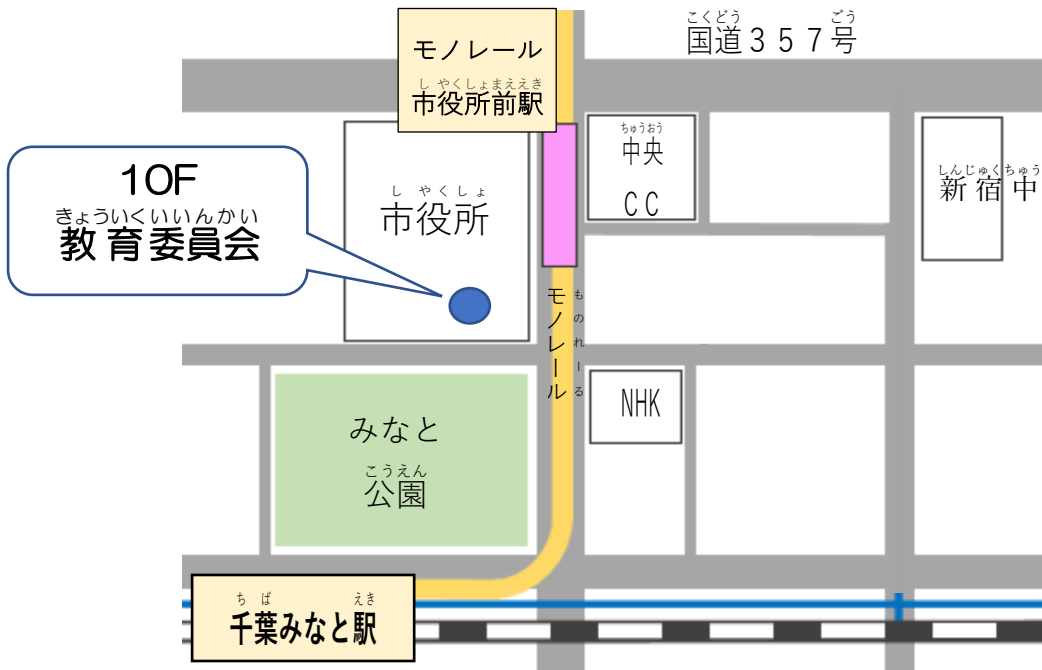 こくどう ごう
国道３５７号
モノレール
しやくしょまええき
市役所前駅
ちゅうおう
中央
ＣＣ
しんじゅくちゅう
新宿中
10F
きょういくいいんかい
教育委員会
しやくしょ
市役所
モノレール
ものれーる
NHK
みなと
こうえん
公園
ちば えき
千葉みなと駅